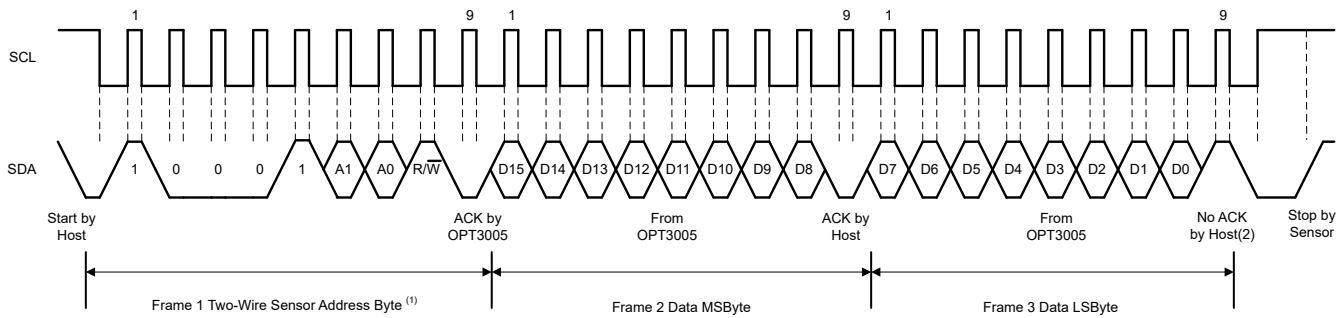 1 9 1 9 1 9
SCL
SDA 1 0 0 0 1 A1 A0 R/W̅ D15 D14 D13 D12 D11 D10 D9 D8 D7 D6 D5 D4 D3 D2 D1 D0
Start by
Host
ACK by
OPT3005
From
OPT3005
ACK by
Host
From
OPT3005
No ACK
by Host(2)
Stop by
Sensor
Frame 1 Two-Wire Sensor Address Byte (1)
Frame 2 Data MSByte
Frame 3 Data LSByte